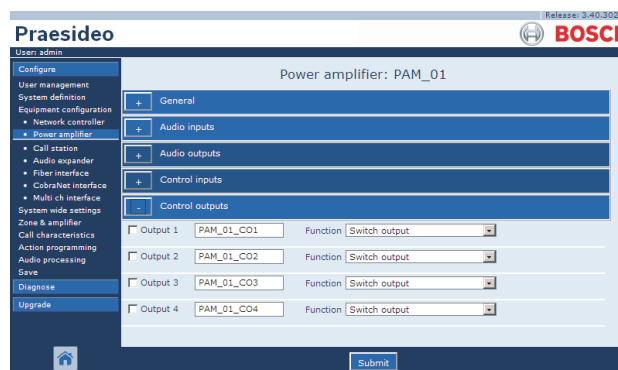 Release: 3.40.302
Praesideo
BOSCH
User: admin
Configure
User management
System definition
Equipment configuration
• Network controller
• Power amplifier
• Call station
• Audio expander
• Fiber interface
• CobraNet interface
• Multi ch interface
System wide settings
Zone & amplifier
Call characteristics
Action programming
Audio processing
Save
Diagnose
Upgrade
Power amplifier: PAM_01
+ General
+ Audio inputs
+ Audio outputs
+ Control inputs
- Control outputs
Output 1 PAM_01_CO1 Function Switch output
Output 2 PAM_01_CO2 Function Switch output
Output 3 PAM_01_CO3 Function Switch output
Output 4 PAM_01_CO4 Function Switch output
Submit